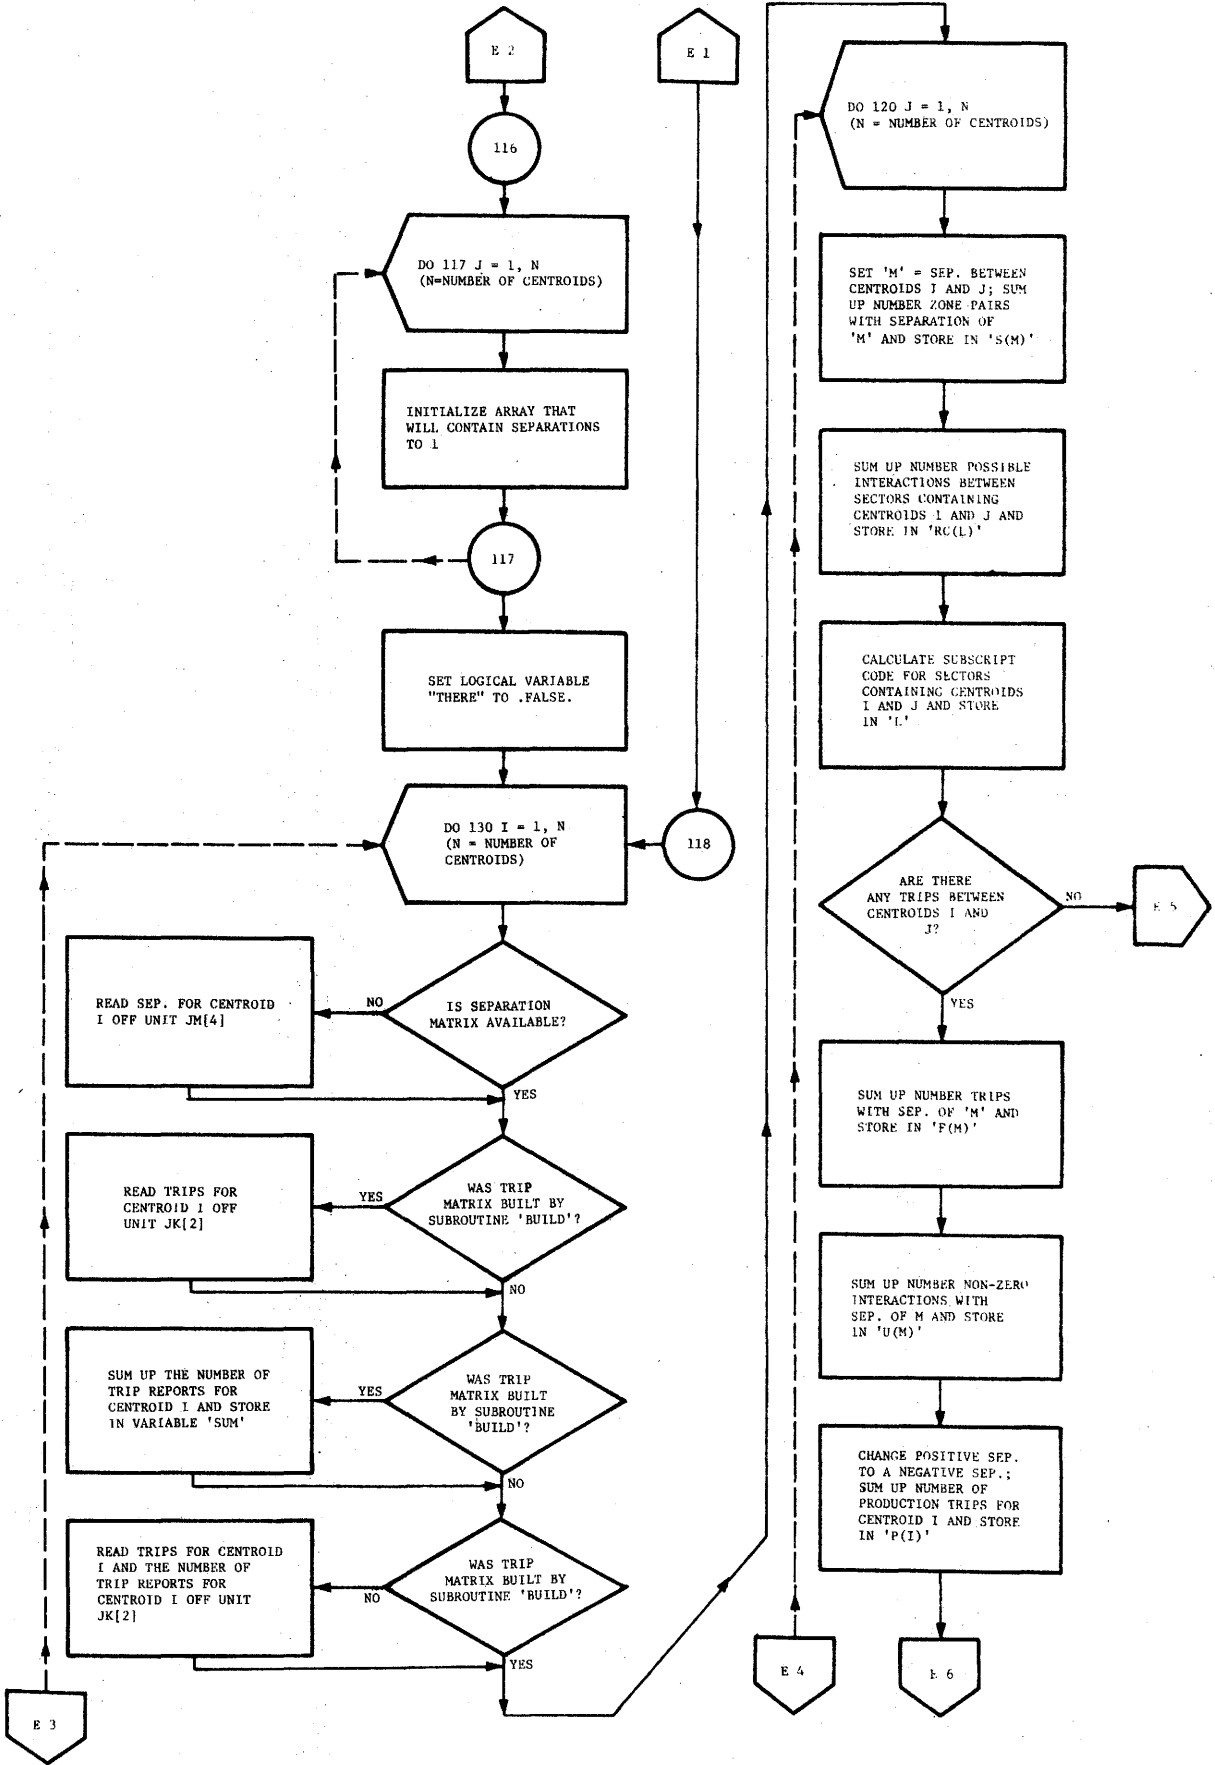 E 2
116
DO 117 J = 1, N
(N=NUMBER OF CENTROIDS)
INITIALIZE ARRAY THAT
WILL CONTAIN SEPARATIONS
TO 1
117
SET LOGICAL VARIABLE
"THERE" TO .FALSE.
E 1
118
DO 130 I = 1, N
(N = NUMBER OF
CENTROIDS)
IS SEPARATION
MATRIX AVAILABLE?
NO
READ SEP. FOR CENTROID
I OFF UNIT JM[4]
YES
WAS TRIP
MATRIX BUILT BY
SUBROUTINE 'BUILD'?
YES
READ TRIPS FOR
CENTROID I OFF
UNIT JK[2]
NO
WAS TRIP
MATRIX BUILT
BY SUBROUTINE
'BUILD'?
YES
SUM UP THE NUMBER OF
TRIP REPORTS FOR
CENTROID I AND STORE
IN VARIABLE 'SUM'
NO
WAS TRIP
MATRIX BUILT BY
SUBROUTINE 'BUILD'?
NO
READ TRIPS FOR CENTROID
I AND THE NUMBER OF
TRIP REPORTS FOR
CENTROID I OFF UNIT
JK[2]
YES
E 3
DO 120 J = 1, N
(N = NUMBER OF CENTROIDS)
SET 'M' = SEP. BETWEEN
CENTROIDS I AND J; SUM
UP NUMBER ZONE PAIRS
WITH SEPARATION OF
'M' AND STORE IN 'S(M)'
SUM UP NUMBER POSSIBLE
INTERACTIONS BETWEEN
SECTORS CONTAINING
CENTROIDS I AND J AND
STORE IN 'RC(L)'
CALCULATE SUBSCRIPT
CODE FOR SECTORS
CONTAINING CENTROIDS
I AND J AND STORE
IN 'L'
ARE THERE
ANY TRIPS BETWEEN
CENTROIDS I AND
J?
NO
E 5
YES
SUM UP NUMBER TRIPS
WITH SEP. OF 'M' AND
STORE IN 'F(M)'
SUM UP NUMBER NON-ZERO
INTERACTIONS WITH
SEP. OF M AND STORE
IN 'U(M)'
CHANGE POSITIVE SEP.
TO A NEGATIVE SEP.;
SUM UP NUMBER OF
PRODUCTION TRIPS FOR
CENTROID I AND STORE
IN 'P(I)'
E 4
E 6